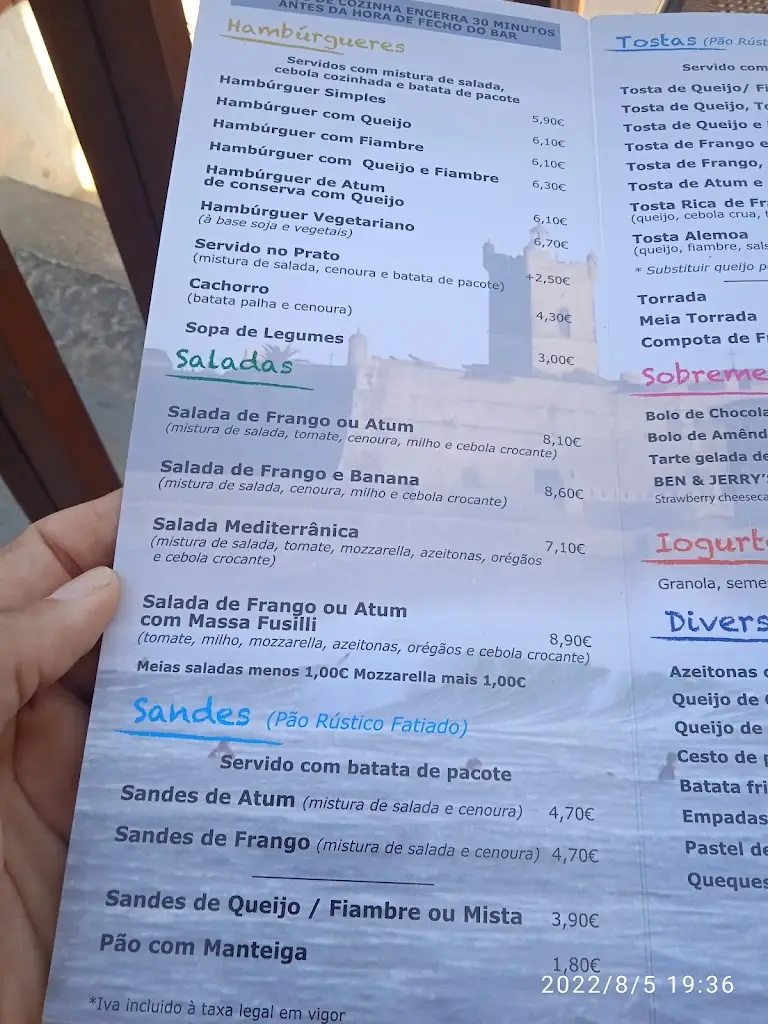 DE COZINHA ENCERRA 30 MINUTOS
ANTES DA HORA DE FECHO DO BAR
Hambúrgueres
Servidos com mistura de salada,
cebola cozinhada e batata de pacote
Hambúrguer Simples 5,90€
Hambúrguer com Queijo 6,10€
Hambúrguer com Fiambre 6,10€
Hambúrguer com Queijo e Fiambre 6,30€
Hambúrguer de Atum
de conserva com Queijo 6,10€
Hambúrguer Vegetariano 6,70€
(à base soja e vegetais)
Servido no Prato +2,50€
(mistura de salada, cenoura e batata de pacote)
Cachorro 4,30€
(batata palha e cenoura)
Sopa de Legumes 3,00€
Saladas
Salada de Frango ou Atum 8,10€
(mistura de salada, tomate, cenoura, milho e cebola crocante)
Salada de Frango e Banana 8,60€
(mistura de salada, cenoura, milho e cebola crocante)
Salada Mediterrânica 7,10€
(mistura de salada, tomate, mozzarella, azeitonas, orégãos
e cebola crocante)
Salada de Frango ou Atum
com Massa Fusilli 8,90€
(tomate, milho, mozzarella, azeitonas, orégãos e cebola crocante)
Meias saladas menos 1,00€ Mozzarella mais 1,00€
Sandes (Pão Rústico Fatiado)
Servido com batata de pacote
Sandes de Atum (mistura de salada e cenoura) 4,70€
Sandes de Frango (mistura de salada e cenoura) 4,70€
Sandes de Queijo / Fiambre ou Mista 3,90€
Pão com Manteiga 1,80€
*Iva incluido à taxa legal em vigor
Tostas (Pão Rúst
Servido com
Tosta de Queijo/ Fi
Tosta de Queijo, To
Tosta de Queijo e
Tosta de Frango e
Tosta de Frango,
Tosta de Atum e
Tosta Rica de Fra
(queijo, cebola crua, t
Tosta Alemoa
(queijo, fiambre, sals
* Substituir queijo p
Torrada
Meia Torrada
Compota de F
Sobreme
Bolo de Chocola
Bolo de Amênd
Tarte gelada de
BEN & JERRY'
Strawberry cheeseca
Iogurt
Granola, seme
Divers
Azeitonas
Queijo de
Queijo de
Cesto de p
Batata fri
Empadas
Pastel de
Queques
2022/8/5 19:36